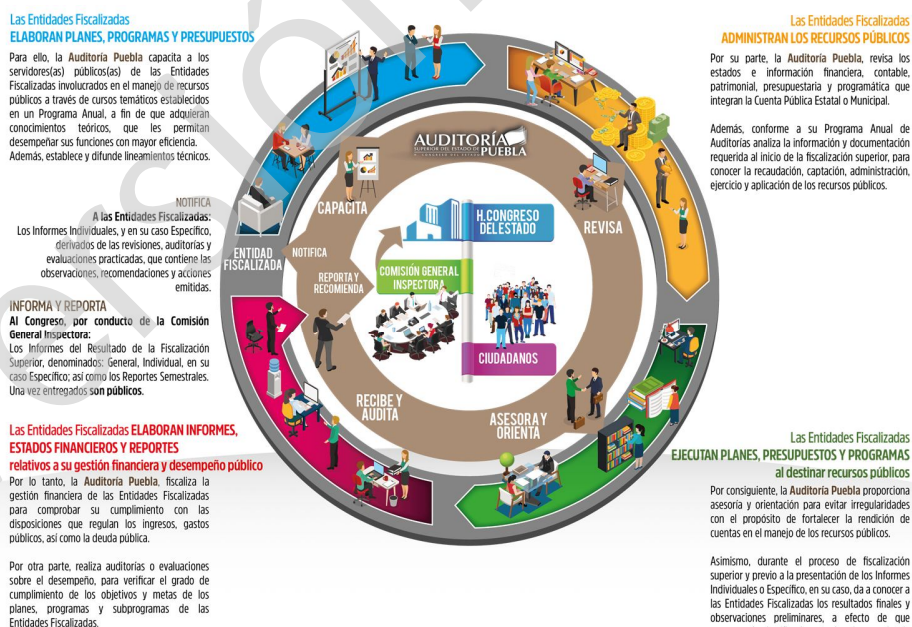 Las Entidades Fiscalizadas
ELABORAN PLANES, PROGRAMAS Y PRESUPUESTOS
Para ello, la Auditoría Puebla capacita a los
servidores(as) públicos(as) de las Entidades
Fiscalizadas involucrados en el manejo de recursos
públicos a través de cursos temáticos establecidos
en un Programa Anual, a fin de que adquieran
conocimientos teóricos, que les permitan
desempeñar sus funciones con mayor eficiencia.
Además, establece y difunde lineamientos técnicos.
NOTIFICA
A las Entidades Fiscalizadas:
Los Informes Individuales, y en su caso Específico,
derivados de las revisiones, auditorías y
evaluaciones practicadas, que contiene las
observaciones, recomendaciones y acciones
emitidas.
INFORMA Y REPORTA
Al Congreso, por conducto de la Comisión
General Inspectora:
Los Informes del Resultado de la Fiscalización
Superior, denominados: General, Individual, en su
caso Específico; así como los Reportes Semestrales.
Una vez entregados son públicos.
Las Entidades Fiscalizadas ELABORAN INFORMES,
ESTADOS FINANCIEROS Y REPORTES
relativos a su gestión financiera y desempeño público
Por lo tanto, la Auditoría Puebla, fiscaliza la
gestión financiera de las Entidades Fiscalizadas
para comprobar su cumplimiento con las
disposiciones que regulan los ingresos, gastos
públicos, así como la deuda pública.
Por otra parte, realiza auditorías o evaluaciones
sobre el desempeño, para verificar el grado de
cumplimiento de los objetivos y metas de los
planes, programas y subprogramas de las
Entidades Fiscalizadas.
AUDITORÍA
SUPERIOR DEL ESTADO DE PUEBLA
CAPACITA
REVISA
H. CONGRESO
DEL ESTADO
ENTIDAD
FISCALIZADA
NOTIFICA
REPORTA Y
RECOMIENDA
COMISIÓN GENERAL
INSPECTORA
CIUDADANOS
RECIBE Y
AUDITA
ASESORA Y
ORIENTA
Las Entidades Fiscalizadas
ADMINISTRAN LOS RECURSOS PÚBLICOS
Por su parte, la Auditoría Puebla, revisa los
estados e información financiera, contable,
patrimonial, presupuestaria y programática que
integran la Cuenta Pública Estatal o Municipal.
Además, conforme a su Programa Anual de
Auditorías analiza la información y documentación
requerida al inicio de la fiscalización superior, para
conocer la recaudación, captación, administración,
ejercicio y aplicación de los recursos públicos.
Las Entidades Fiscalizadas
EJECUTAN PLANES, PRESUPUESTOS Y PROGRAMAS
al destinar recursos públicos
Por consiguiente, la Auditoría Puebla proporciona
asesoría y orientación para evitar irregularidades
con el propósito de fortalecer la rendición de
cuentas en el manejo de los recursos públicos.
Asimismo, durante el proceso de fiscalización
superior y previo a la presentación de los Informes
Individuales o Específico, en su caso, da a conocer a
las Entidades Fiscalizadas los resultados finales y
observaciones preliminares, a efecto de que